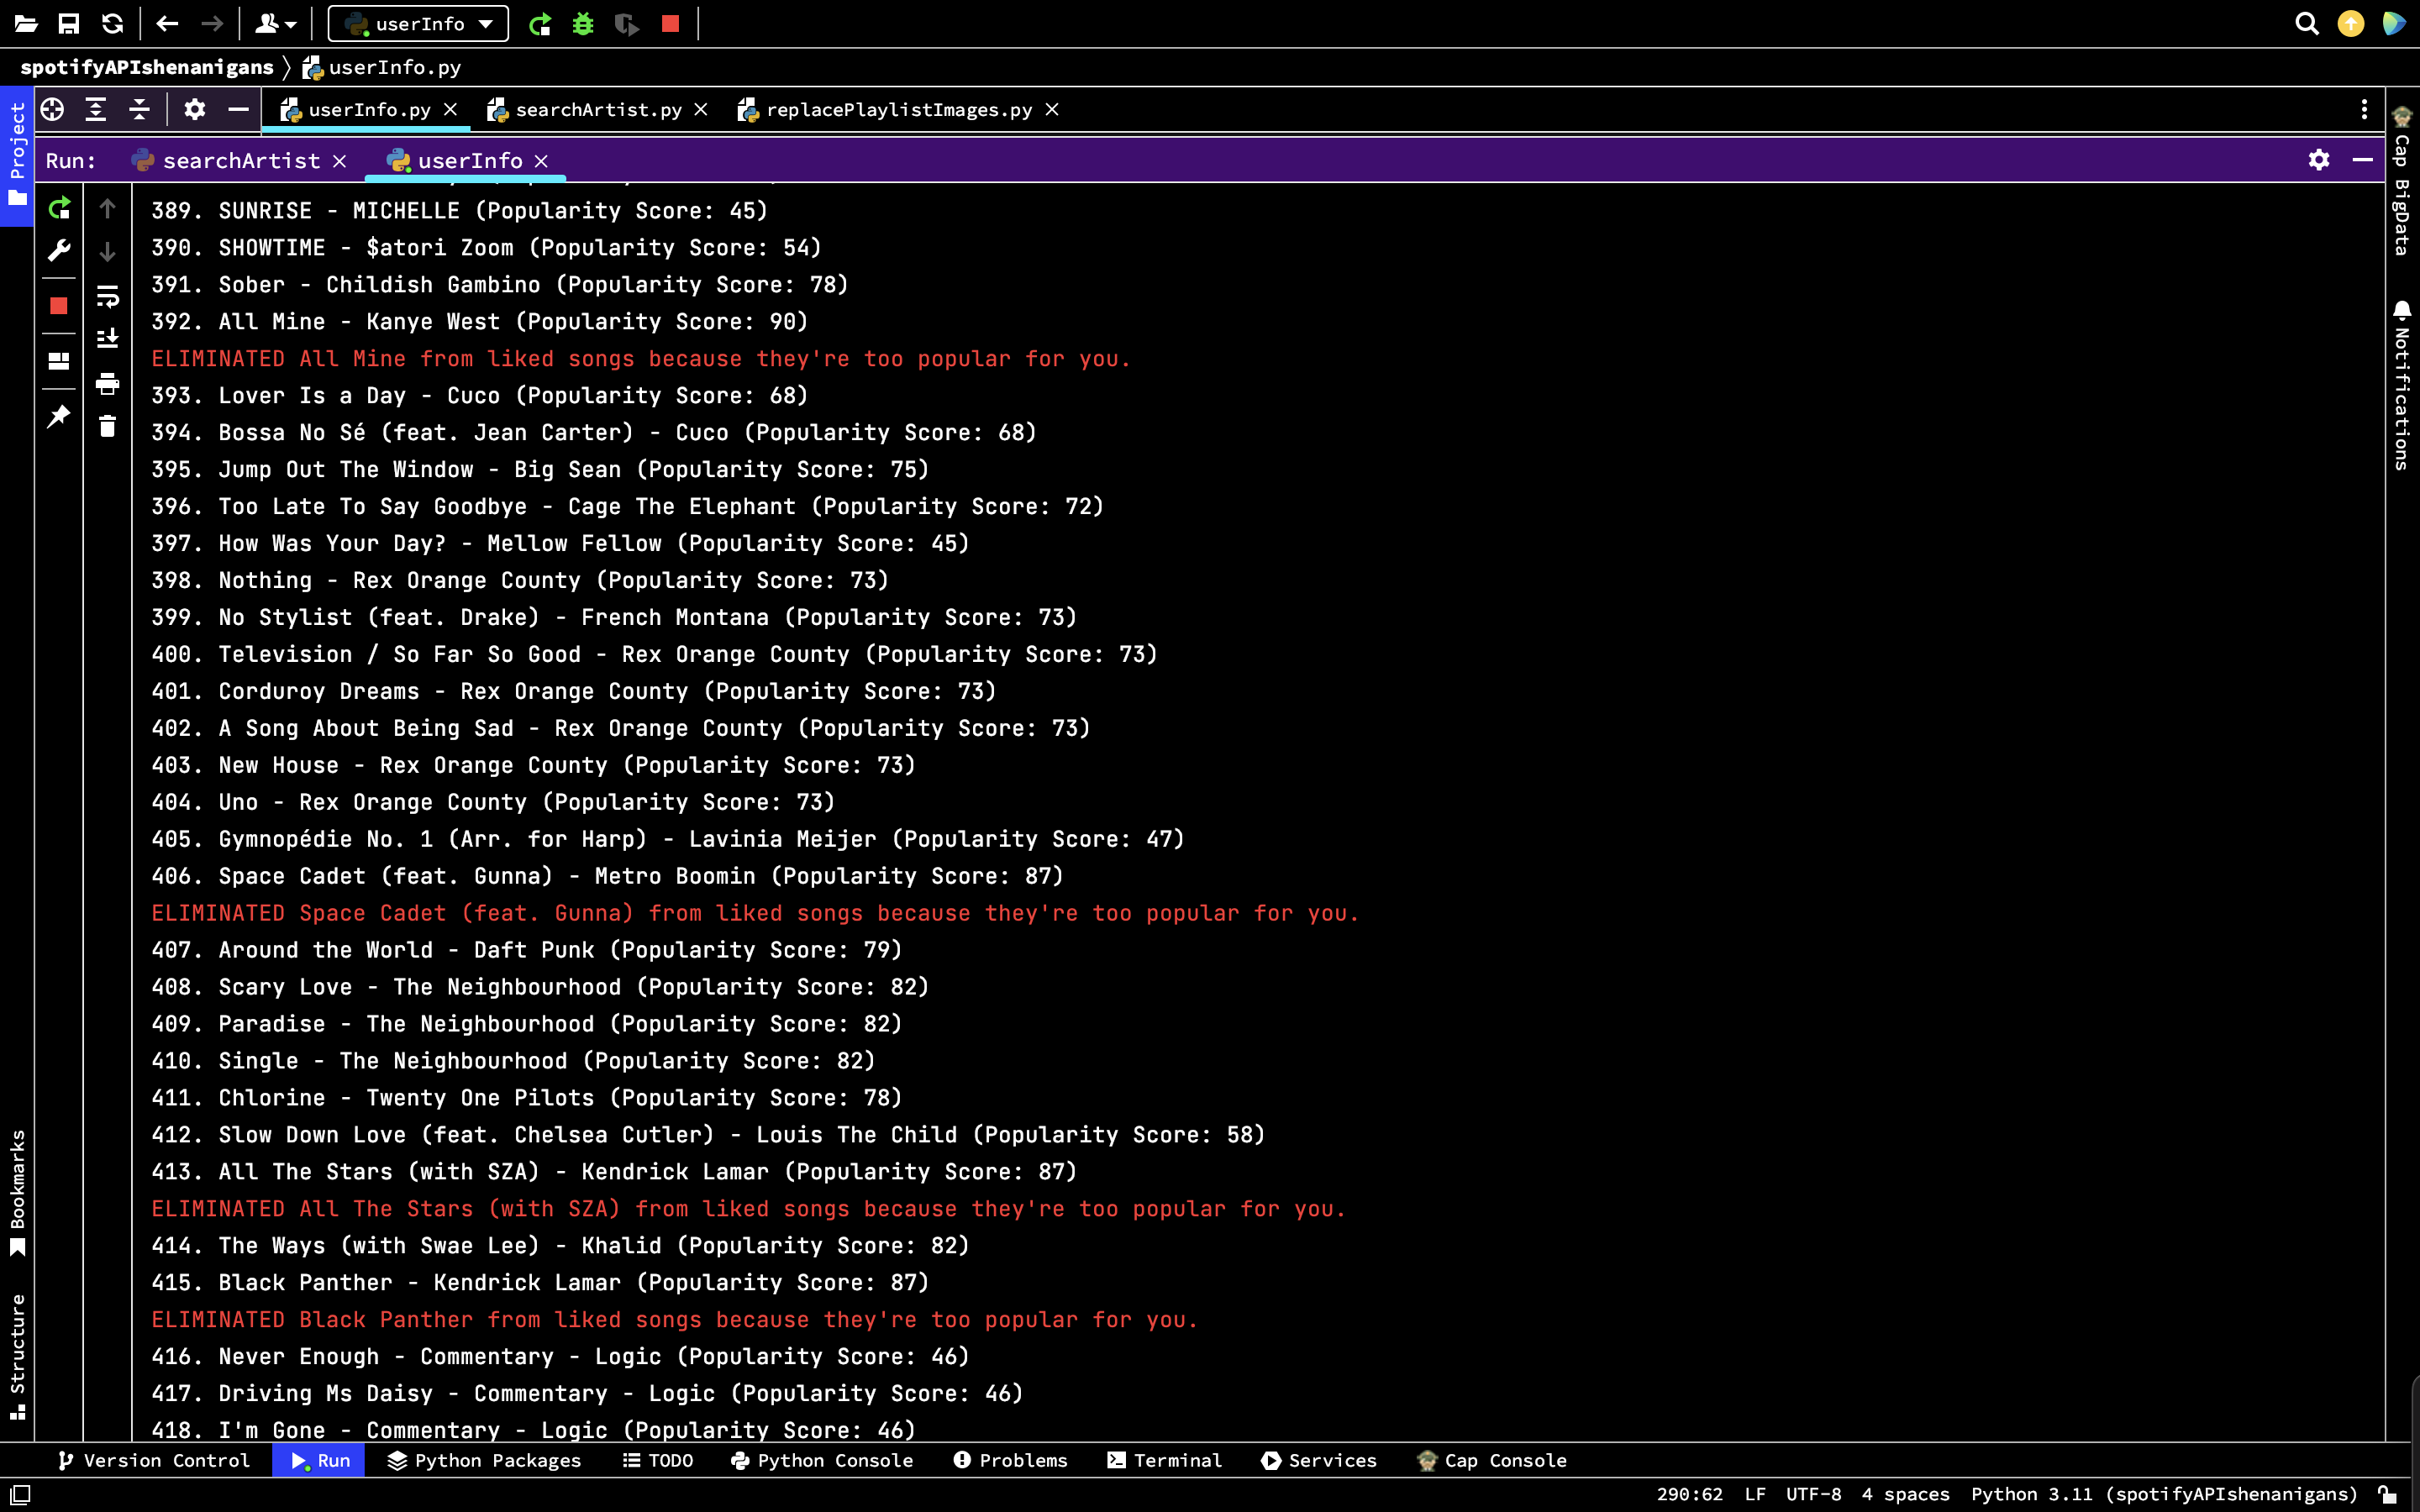 userInfo
spotifyAPIshenanigans
userInfo.py
Project
userInfo.py
searchArtist.py
replacePlaylistImages.py
Run:
searchArtist
userInfo
389. SUNRISE - MICHELLE (Popularity Score: 45)
390. SHOWTIME - $atori Zoom (Popularity Score: 54)
391. Sober - Childish Gambino (Popularity Score: 78)
392. All Mine - Kanye West (Popularity Score: 90)
ELIMINATED All Mine from liked songs because they're too popular for you.
393. Lover Is a Day - Cuco (Popularity Score: 68)
394. Bossa No Sé (feat. Jean Carter) - Cuco (Popularity Score: 68)
395. Jump Out The Window - Big Sean (Popularity Score: 75)
396. Too Late To Say Goodbye - Cage The Elephant (Popularity Score: 72)
397. How Was Your Day? - Mellow Fellow (Popularity Score: 45)
398. Nothing - Rex Orange County (Popularity Score: 73)
399. No Stylist (feat. Drake) - French Montana (Popularity Score: 73)
400. Television / So Far So Good - Rex Orange County (Popularity Score: 73)
401. Corduroy Dreams - Rex Orange County (Popularity Score: 73)
402. A Song About Being Sad - Rex Orange County (Popularity Score: 73)
403. New House - Rex Orange County (Popularity Score: 73)
404. Uno - Rex Orange County (Popularity Score: 73)
405. Gymnopédie No. 1 (Arr. for Harp) - Lavinia Meijer (Popularity Score: 47)
406. Space Cadet (feat. Gunna) - Metro Boomin (Popularity Score: 87)
ELIMINATED Space Cadet (feat. Gunna) from liked songs because they're too popular for you.
407. Around the World - Daft Punk (Popularity Score: 79)
408. Scary Love - The Neighbourhood (Popularity Score: 82)
409. Paradise - The Neighbourhood (Popularity Score: 82)
410. Single - The Neighbourhood (Popularity Score: 82)
411. Chlorine - Twenty One Pilots (Popularity Score: 78)
412. Slow Down Love (feat. Chelsea Cutler) - Louis The Child (Popularity Score: 58)
413. All The Stars (with SZA) - Kendrick Lamar (Popularity Score: 87)
ELIMINATED All The Stars (with SZA) from liked songs because they're too popular for you.
414. The Ways (with Swae Lee) - Khalid (Popularity Score: 82)
415. Black Panther - Kendrick Lamar (Popularity Score: 87)
ELIMINATED Black Panther from liked songs because they're too popular for you.
416. Never Enough - Commentary - Logic (Popularity Score: 46)
417. Driving Ms Daisy - Commentary - Logic (Popularity Score: 46)
418. I'm Gone - Commentary - Logic (Popularity Score: 46)
Cap BigData
Notifications
Bookmarks
Structure
Version Control
Run
Python Packages
TODO
Python Console
Problems
Terminal
Services
Cap Console
290:62 LF UTF-8 4 spaces Python 3.11 (spotifyAPIshenanigans)